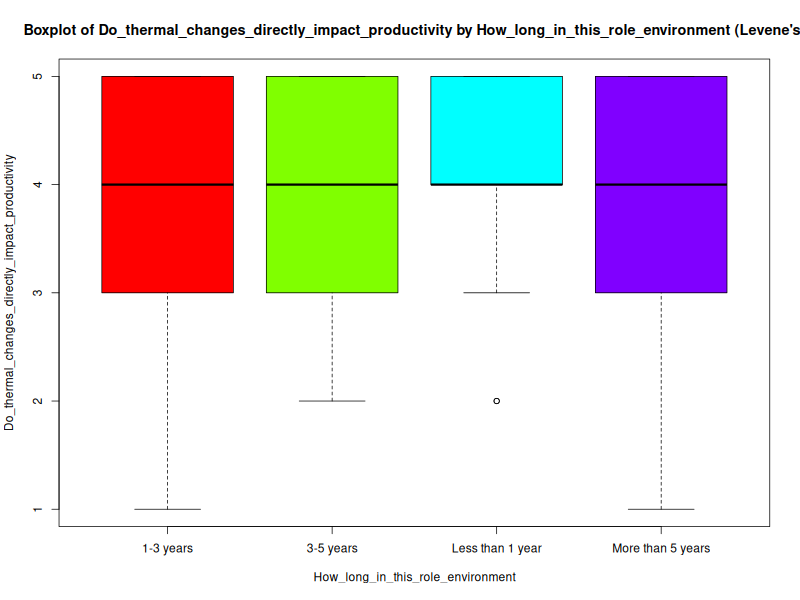 Boxplot of Do_thermal_changes_directly_impact_productivity by How_long_in_this_role_environment (Levene's
Do_thermal_changes_directly_impact_productivity
5
4
3
2
1
1-3 years
3-5 years
Less than 1 year
More than 5 years
How_long_in_this_role_environment